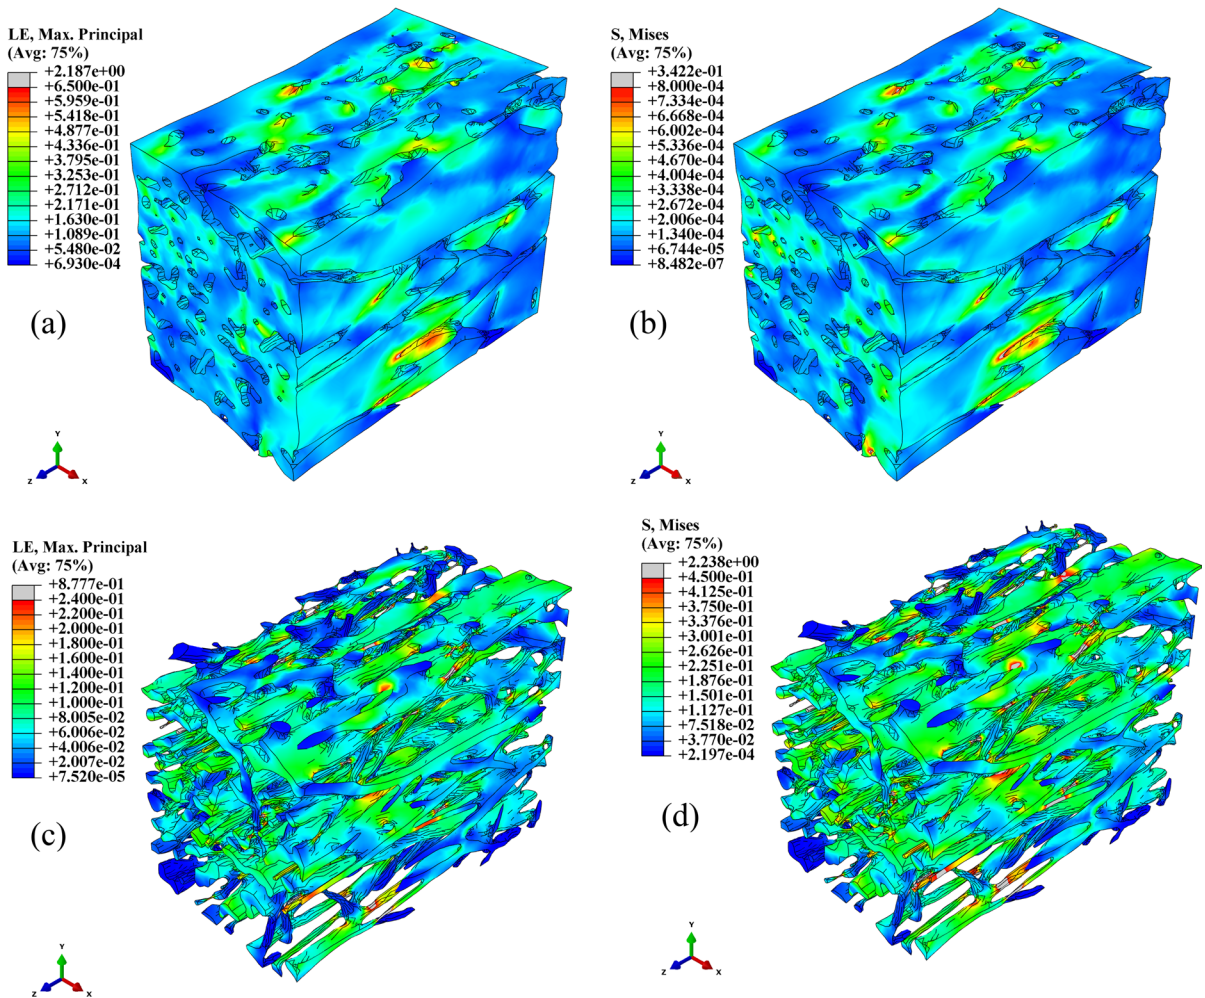 LE, Max. Principal
(Avg: 75%)
+2.187e+00
+6.500e-01
+5.959e-01
+5.418e-01
+4.877e-01
+4.336e-01
+3.795e-01
+3.253e-01
+2.712e-01
+2.171e-01
+1.630e-01
+1.089e-01
+5.480e-02
+6.930e-04
(a)
Y
Z
X
S, Mises
(Avg: 75%)
+3.422e-01
+8.000e-04
+7.334e-04
+6.668e-04
+6.002e-04
+5.336e-04
+4.670e-04
+4.004e-04
+3.338e-04
+2.672e-04
+2.006e-04
+1.340e-04
+6.744e-05
+8.482e-07
(b)
Y
Z
X
LE, Max. Principal
(Avg: 75%)
+8.777e-01
+2.400e-01
+2.200e-01
+2.000e-01
+1.800e-01
+1.600e-01
+1.400e-01
+1.200e-01
+1.000e-01
+8.005e-02
+6.006e-02
+4.006e-02
+2.007e-02
+7.520e-05
(c)
Y
Z
X
S, Mises
(Avg: 75%)
+2.238e+00
+4.500e-01
+4.125e-01
+3.750e-01
+3.376e-01
+3.001e-01
+2.626e-01
+2.251e-01
+1.876e-01
+1.501e-01
+1.127e-01
+7.518e-02
+3.770e-02
+2.197e-04
(d)
Y
Z
X